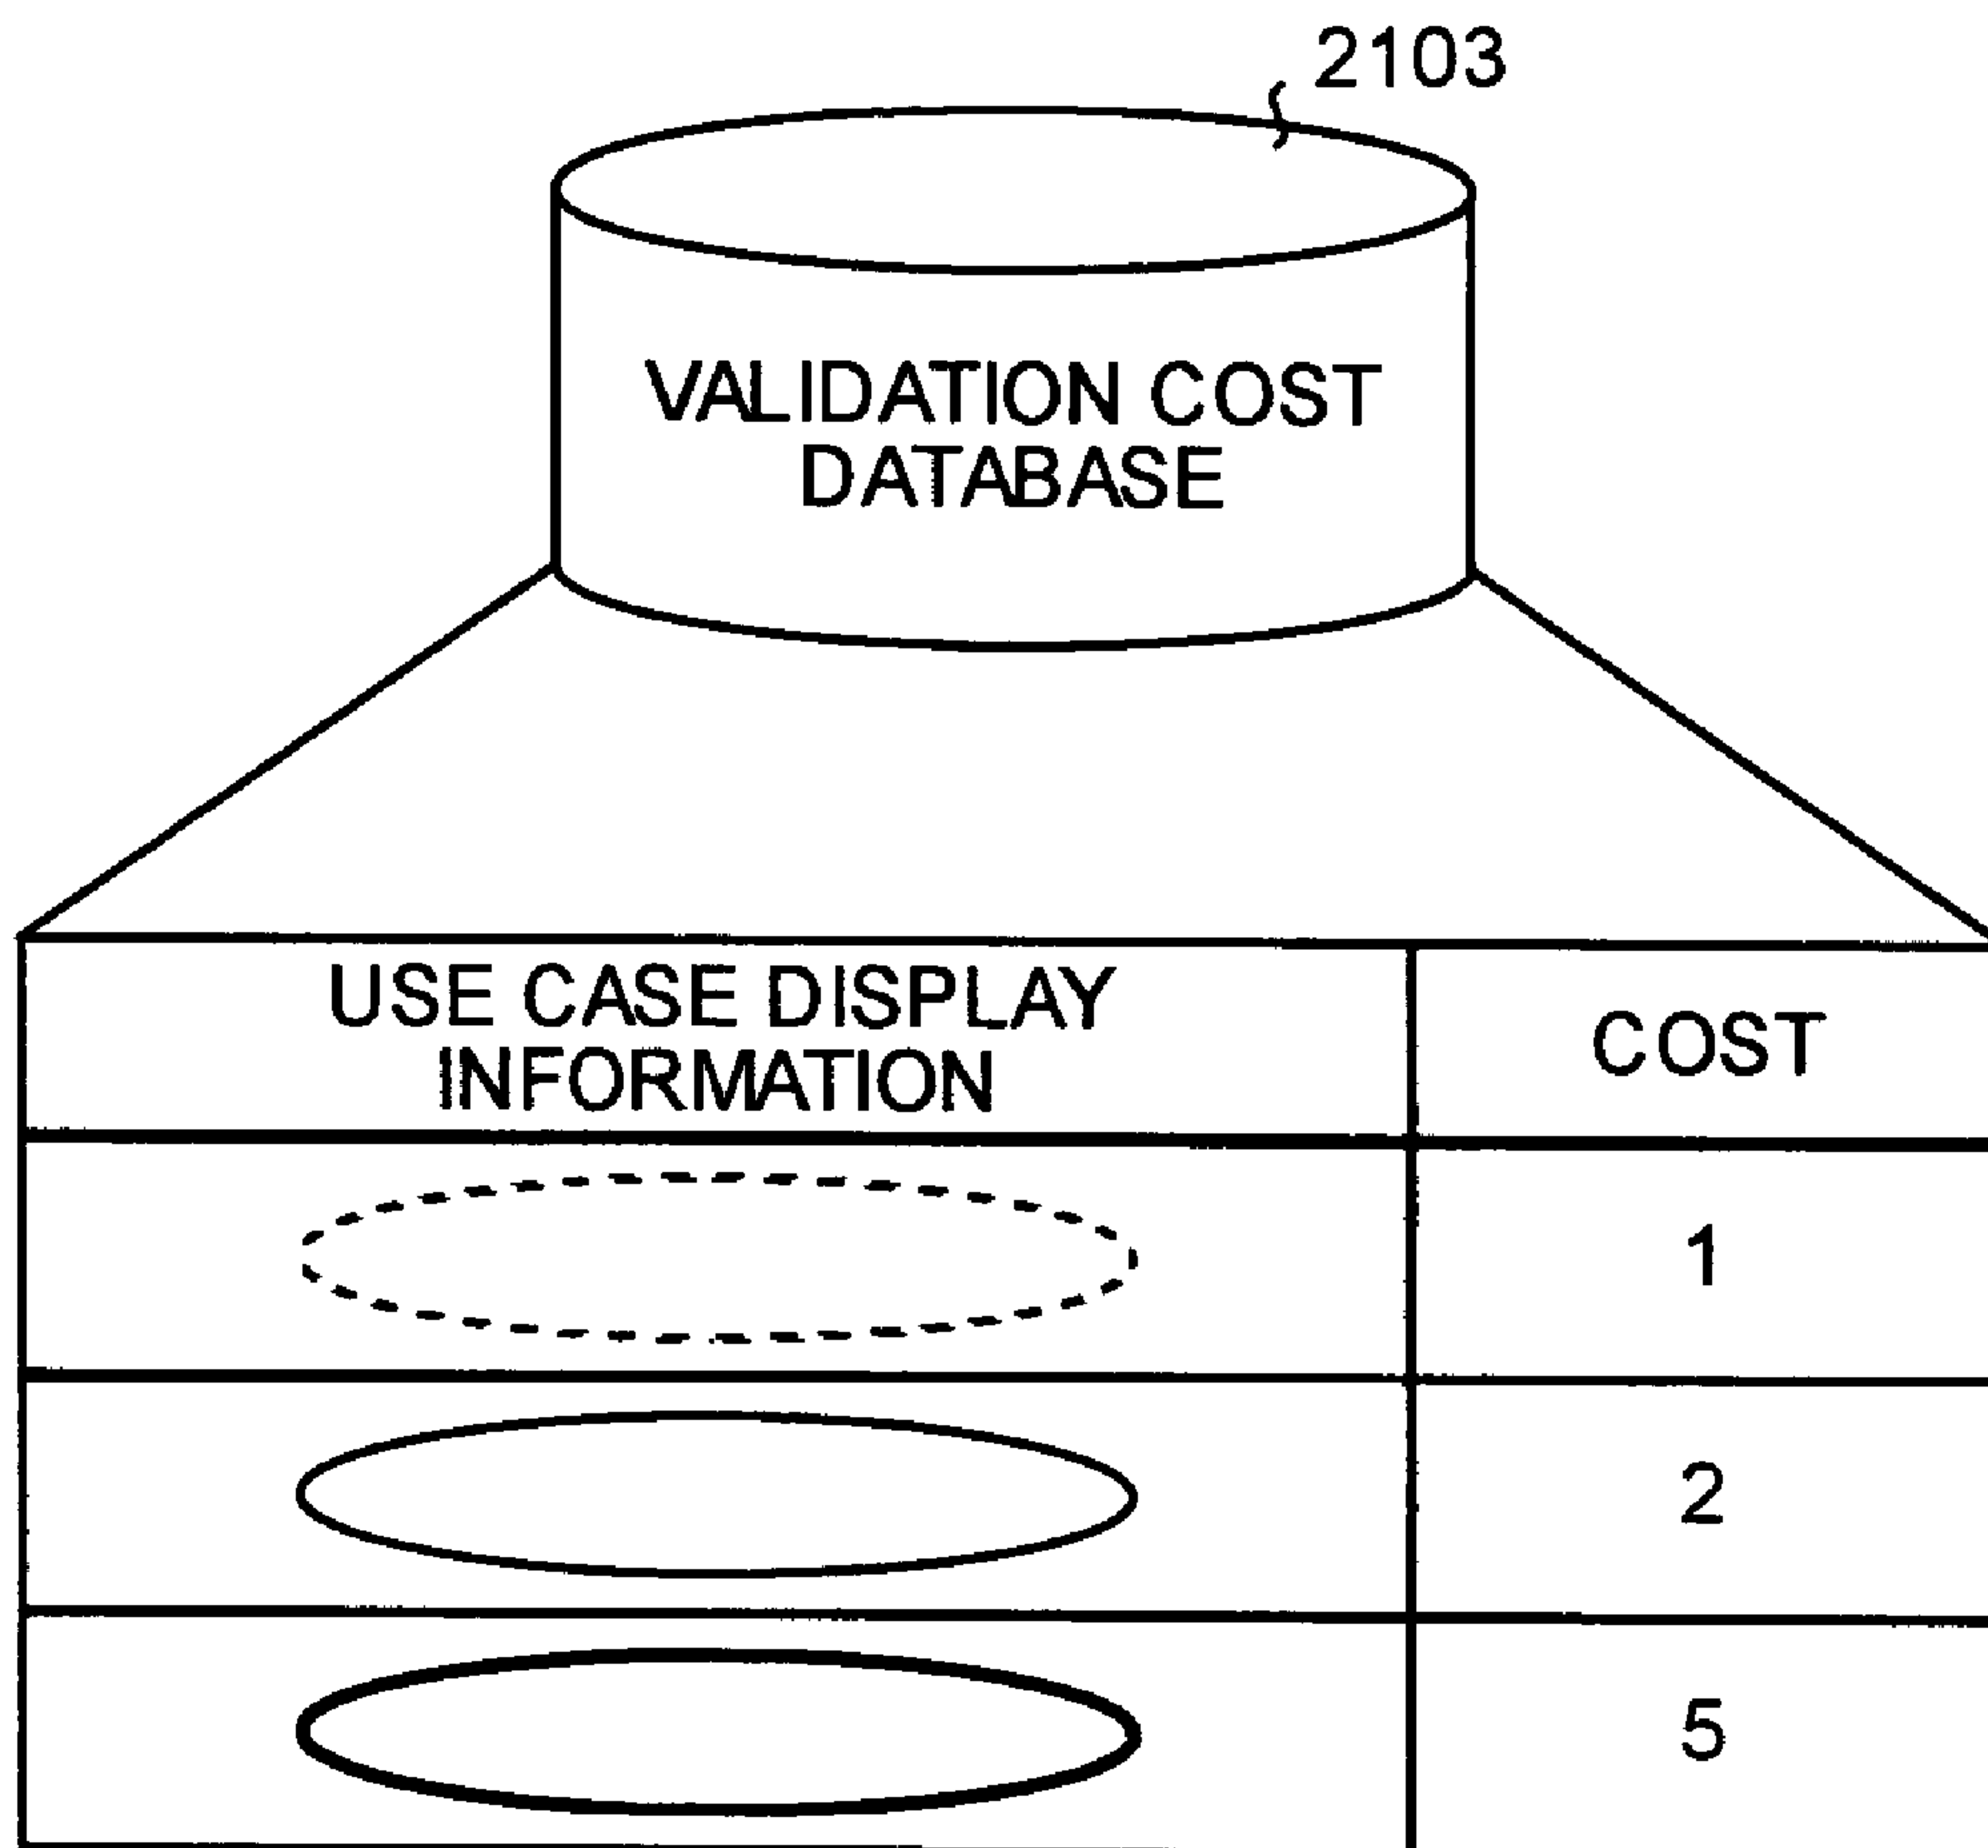 2103
VALIDATION COST
DATABASE
USE CASE DISPLAY
INFORMATION
COST
1
2
5